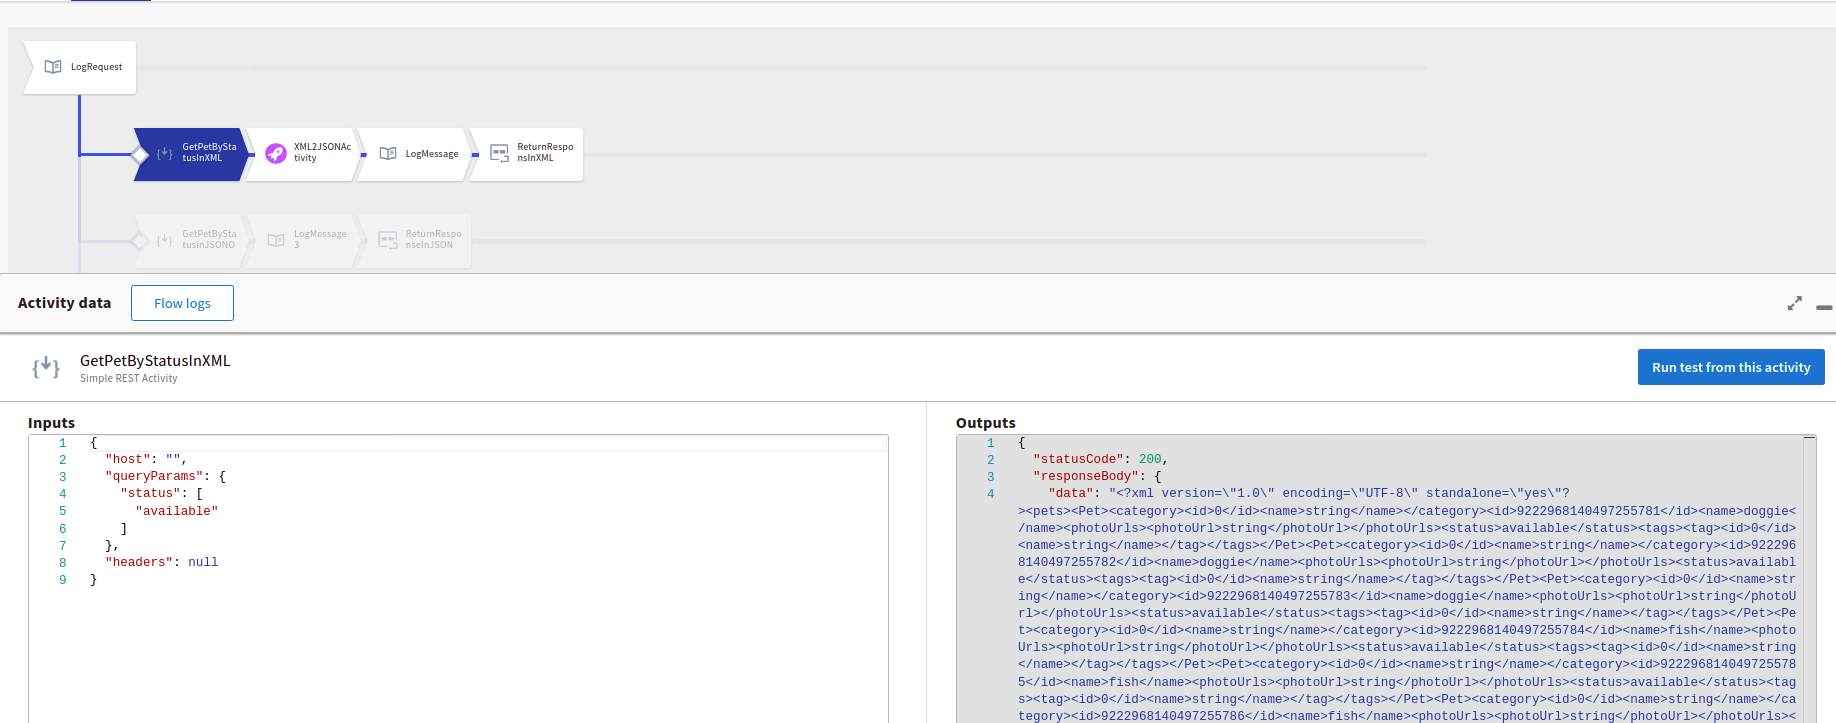 LogRequest
GetPetBySta
tusInXML
XML2JSONAc
tivity
LogMessage
ReturnRespo
nsInXML
GetPetBySta
tusinJSONO
LogMessage
3
ReturnRespo
nseInJSON
Activity data
Flow logs
GetPetByStatusInXML
Simple REST Activity
Run test from this activity
Inputs
1 {
2 "host": "",
3 "queryParams": {
4 "status": [
5 "available"
6 ]
7 },
8 "headers": null
9 }
Outputs
1 {
2 "statusCode": 200,
3 "responseBody": {
4 "data": "<?xml version=\"1.0\" encoding=\"UTF-8\" standalone=\"yes\"?
><pets><Pet><category><id>0</id><name>string</name></category><id>9222968140497255781</id><name>doggie<
/name><photoUrls><photoUrl>string</photoUrl></photoUrls><status>available</status><tags><tag><id>0</id>
<name>string</name></tag></tags></Pet><Pet><category><id>0</id><name>string</name></category><id>922296
8140497255782</id><name>doggie</name><photoUrls><photoUrl>string</photoUrl></photoUrls><status>availabl
e</status><tags><tag><id>0</id><name>string</name></tag></tags></Pet><Pet><category><id>0</id><name>str
ing</name></category><id>9222968140497255783</id><name>doggie</name><photoUrls><photoUrl>string</photoU
rl></photoUrls><status>available</status><tags><tag><id>0</id><name>string</name></tag></tags></Pet><Pe
t><category><id>0</id><name>string</name></category><id>9222968140497255784</id><name>fish</name><photo
Urls><photoUrl>string</photoUrl></photoUrls><status>available</status><tags><tag><id>0</id><name>string
</name></tag></tags></Pet><Pet><category><id>0</id><name>string</name></category><id>922296814049725578
5</id><name>fish</name><photoUrls><photoUrl>string</photoUrl></photoUrls><status>available</status><tag
s><tag><id>0</id><name>string</name></tag></tags></Pet><Pet><category><id>0</id><name>string</name></ca
tegory><id>9222968140497255786</id><name>fish</name><photoUrls><photoUrl>string</photoUrl></photoUrls><